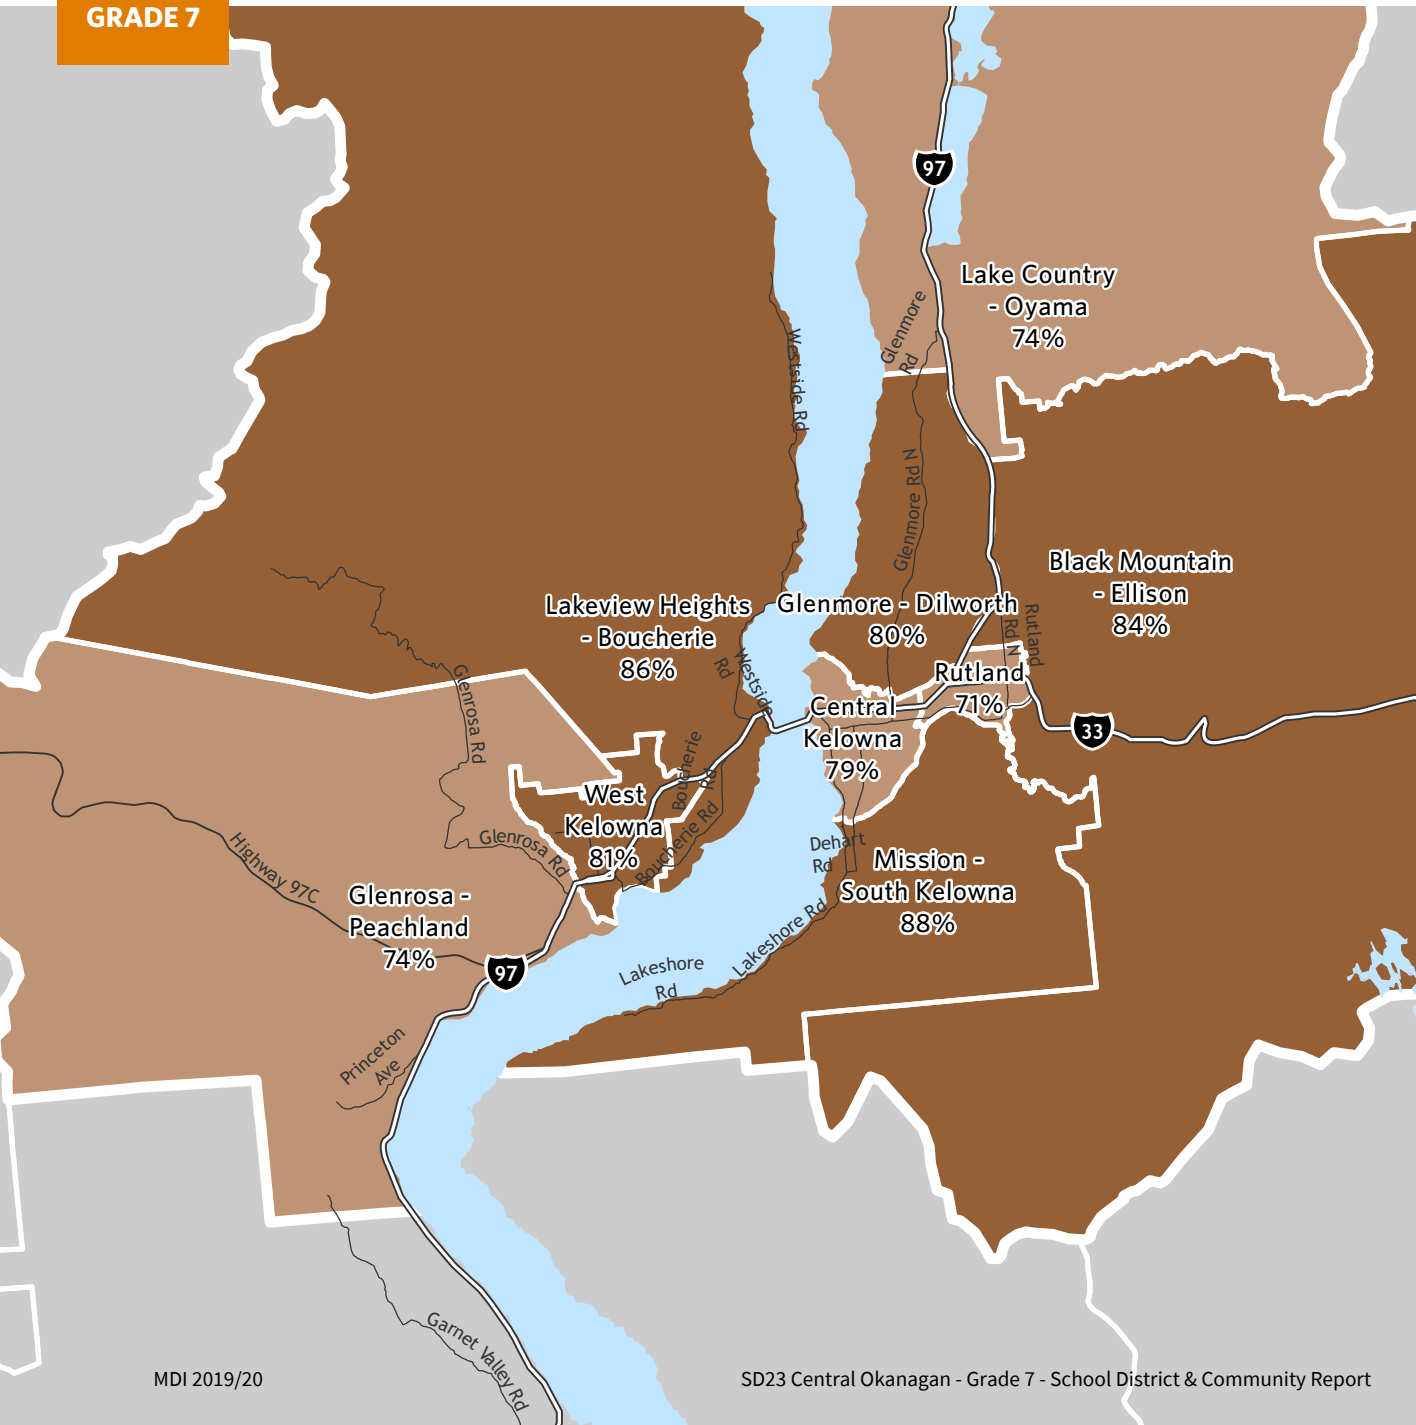 GRADE 7
97
Lake Country
- Oyama
74%
Glenmore
Rd
Westside Rd
Glenmore Rd N
Black Mountain
- Ellison
84%
Lakeview Heights
- Boucherie
86%
Glenmore - Dilworth
80%
Rutland
Rd N
Westside
Rd
Rutland
71%
Glenrosa Rd
Central
Kelowna
79%
33
Boucherie
Rd
West
Kelowna
81%
Boucherie Rd
Glenrosa Rd
Highway 97C
Dehart
Rd
Mission -
South Kelowna
88%
Glenrosa -
Peachland
74%
97
Lakeshore
Rd
Lakeshore Rd
Princeton
Ave
Garnet Valley Rd
MDI 2019/20
SD23 Central Okanagan - Grade 7 - School District & Community Report